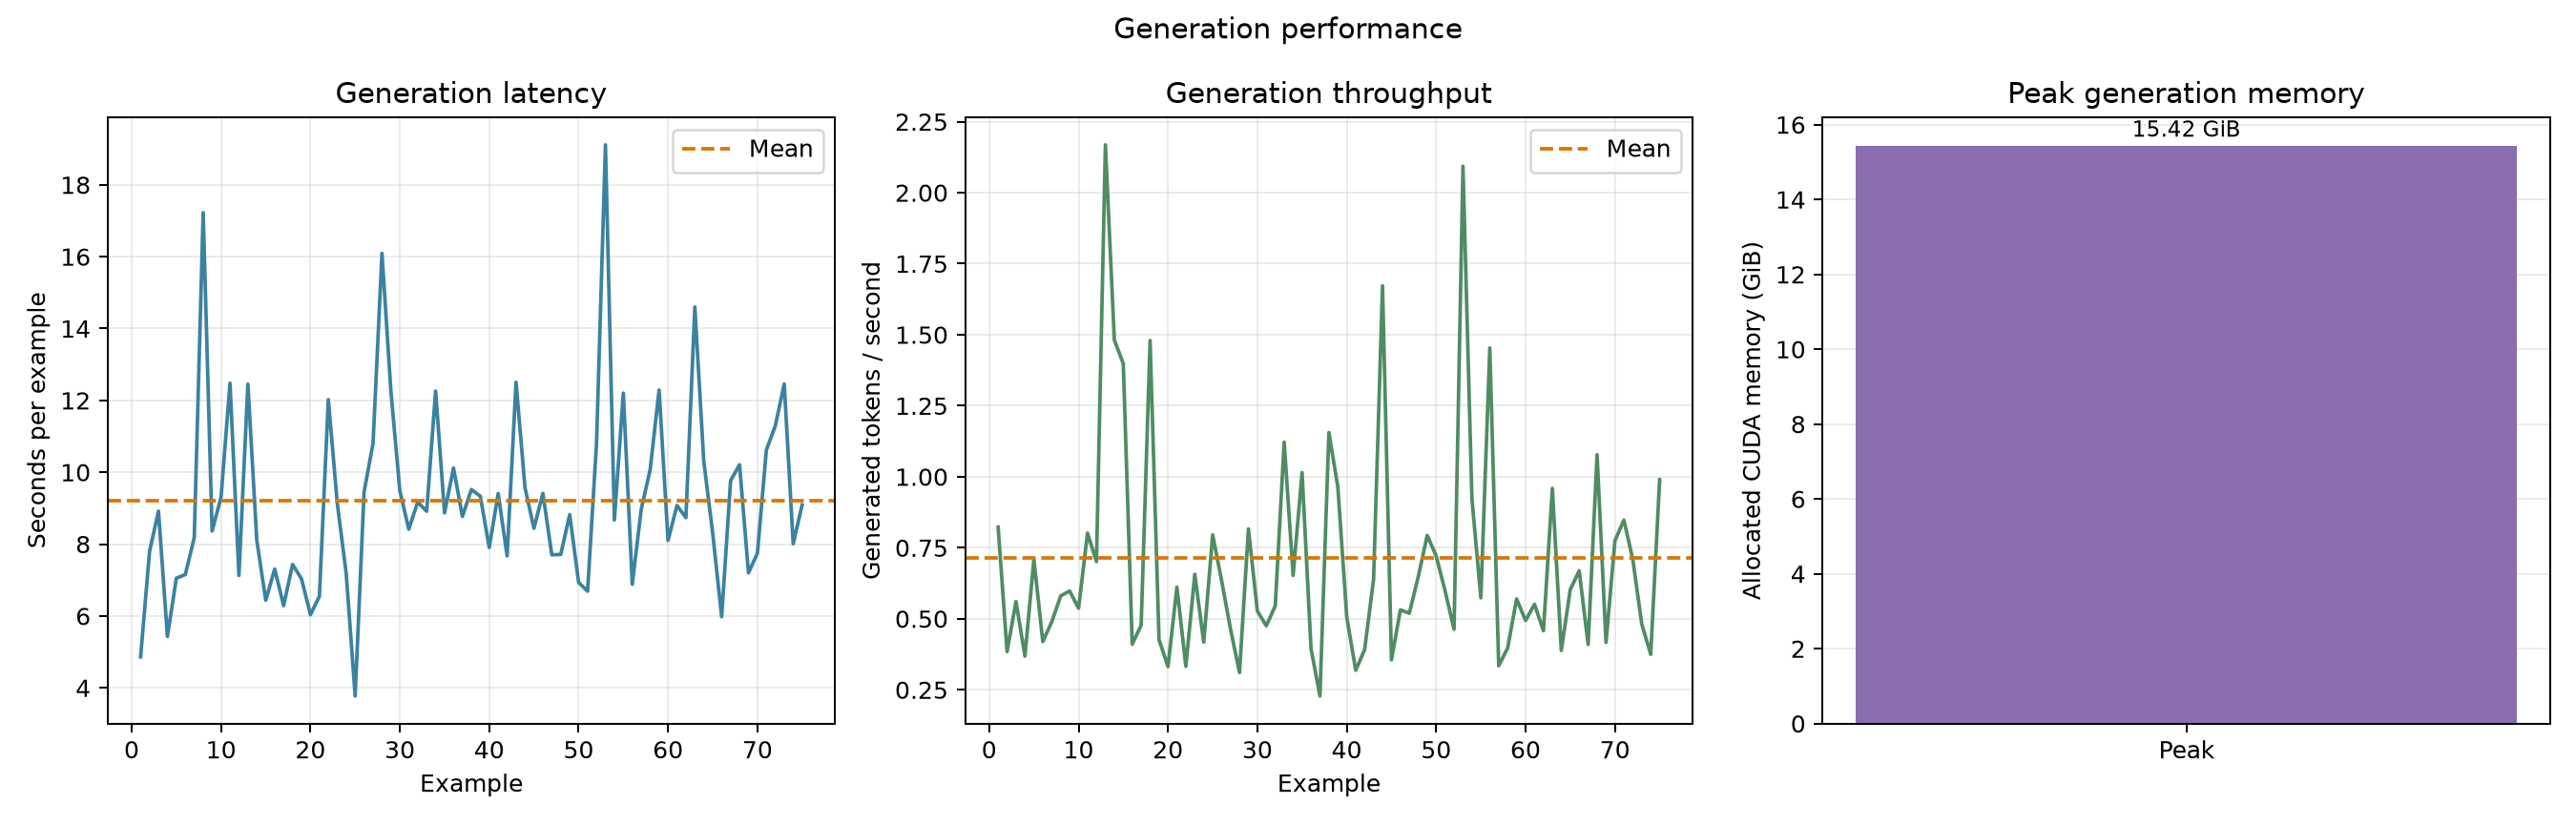 Generation performance
Generation latency
Seconds per example
18
16
14
12
10
8
6
4
Mean
0 10 20 30 40 50 60 70
Example
Generation throughput
Generated tokens / second
2.25
2.00
1.75
1.50
1.25
1.00
0.75
0.50
0.25
Mean
0 10 20 30 40 50 60 70
Example
Peak generation memory
Allocated CUDA memory (GiB)
16
14
12
10
8
6
4
2
0
15.42 GiB
Peak